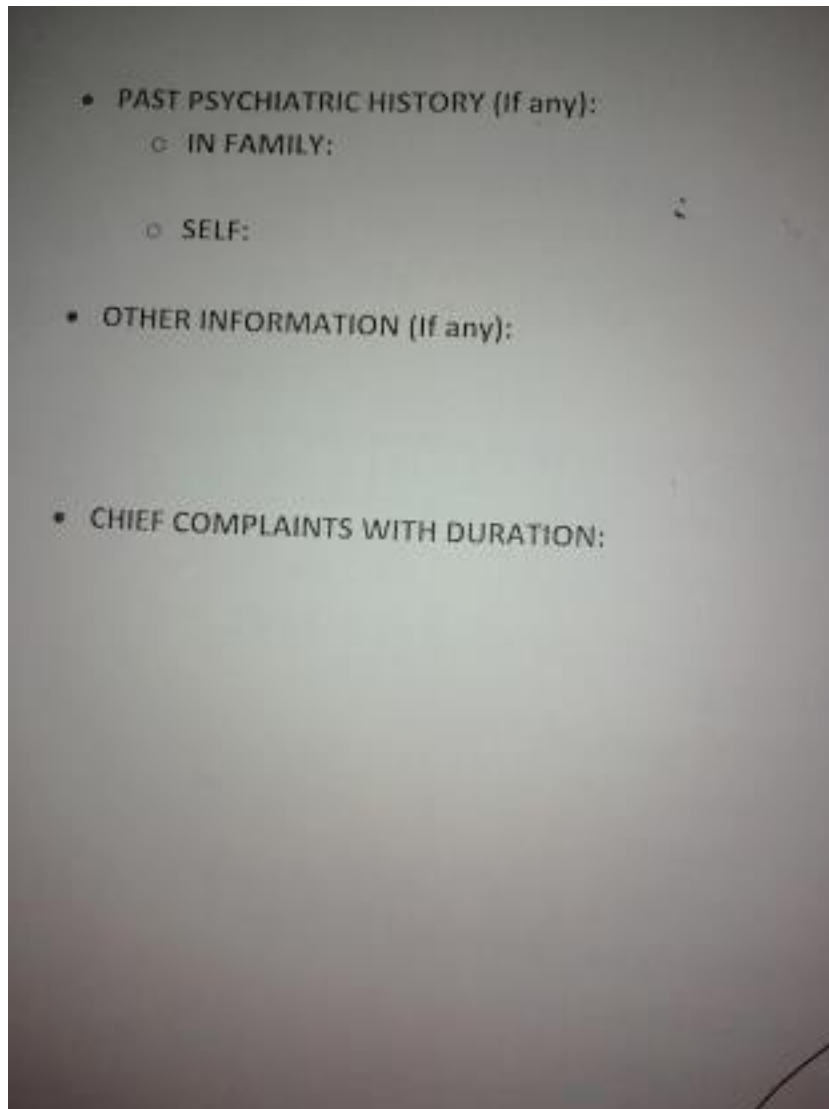 • PAST PSYCHIATRIC HISTORY (If any):
○ IN FAMILY:
○ SELF:
• OTHER INFORMATION (If any):
• CHIEF COMPLAINTS WITH DURATION: